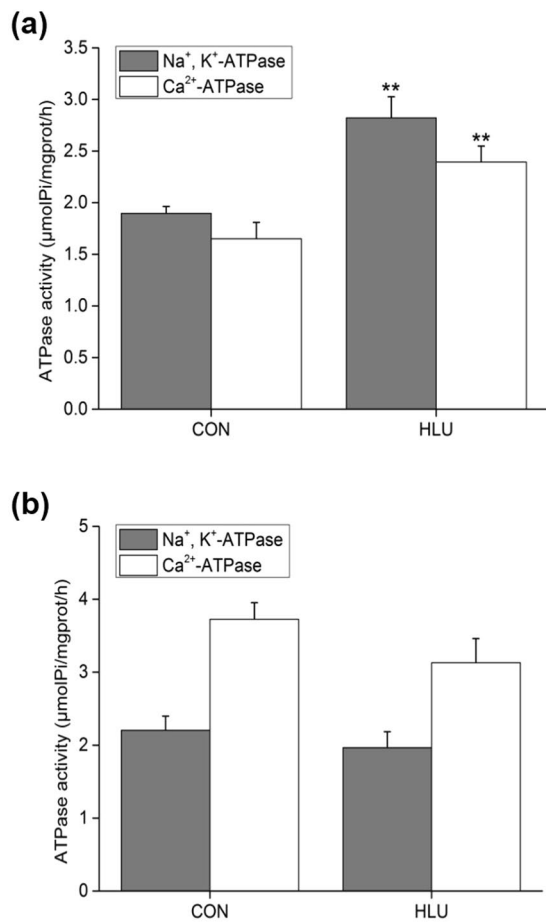 (a)
3.5
3.0
2.5
2.0
1.5
1.0
0.5
0.0
ATPase activity (μmolPi/mgprot/h)
Na⁺, K⁺-ATPase
Ca²⁺-ATPase
**
**
CON HLU
(b)
5
4
3
2
1
0
ATPase activity (μmolPi/mgprot/h)
Na⁺, K⁺-ATPase
Ca²⁺-ATPase
CON HLU